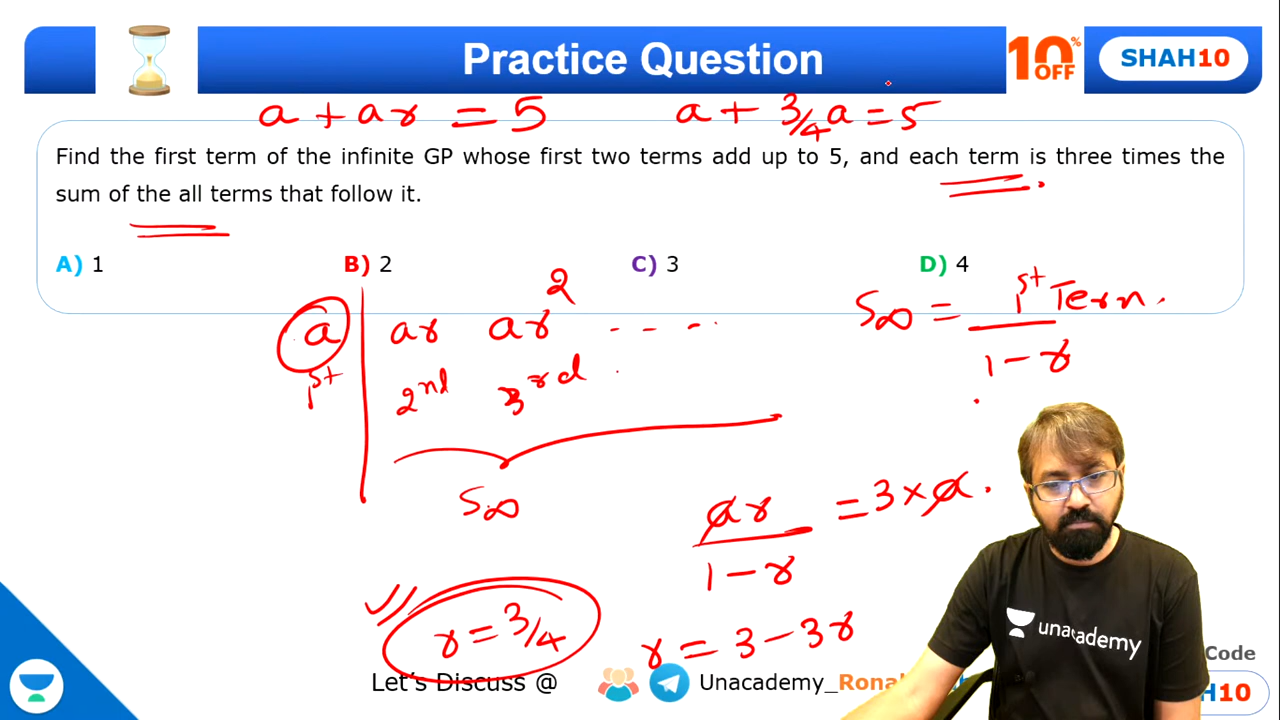 Practice Question
10% OFF
SHAH10
a + ar = 5
a + 3/4 a = 5
Find the first term of the infinite GP whose first two terms add up to 5, and each term is three times the
sum of the all terms that follow it.
A) 1
B) 2
C) 3
D) 4
a ar ar² - - - .
1st 2nd 3rd .
S∞ = 1st Term.
1 - r
S∞
ar = 3 × a.
1 - r
r = 3/4
r = 3 - 3r
unacademy
Let's Discuss @
Unacademy_Rona
Code
H10